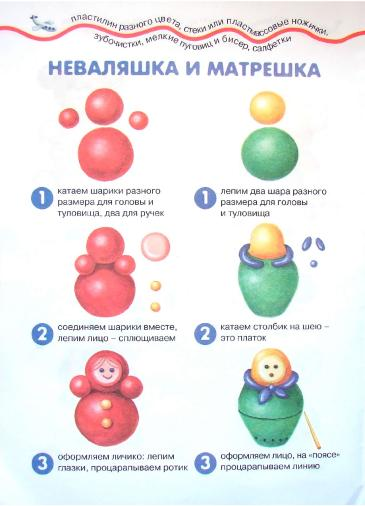 пластилин разного цвета, стеки или пластмассовые ножички,
зубочистки, мелкие пуговиц и бисер, салфетки
НЕВАЛЯШКА И МАТРЕШКА
1 катаем шарики разного
размера для головы и
туловища, два для ручек
1 лепим два шара разного
размера для головы
и туловища
2 соединяем шарики вместе,
лепим лицо – сплющиваем
2 катаем столбик на шею –
это платок
3 оформляем личико: лепим
глазки, процарапываем ротик
3 оформляем лицо, на "поясе"
процарапываем линию